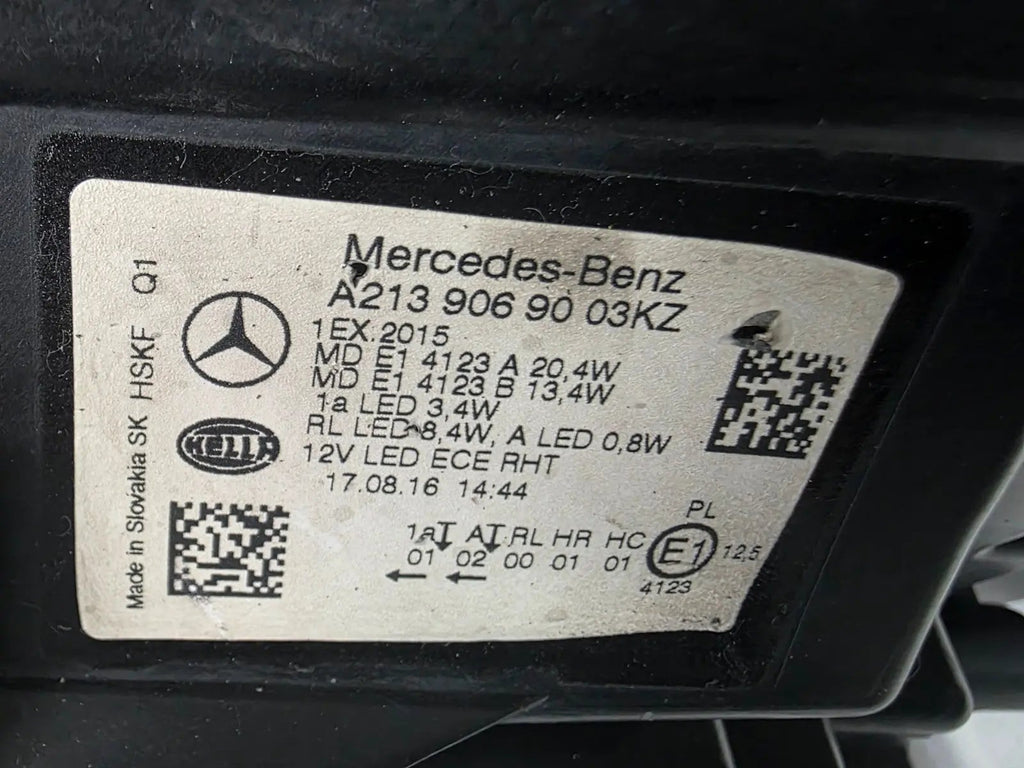 Mercedes-Benz
A213 906 90 03KZ
1EX.2015
MD E1 4123 A 20,4W
MD E1 4123 B 13,4W
1a LED 3,4W
RL LED 8,4W, A LED 0,8W
12V LED ECE RHT
17.08.16 14:44
HELLA
Made in Slovakia SK HSKF Q1
1aT AT RL HR HC
01 02 00 01 01
PL
E1 12,5
4123